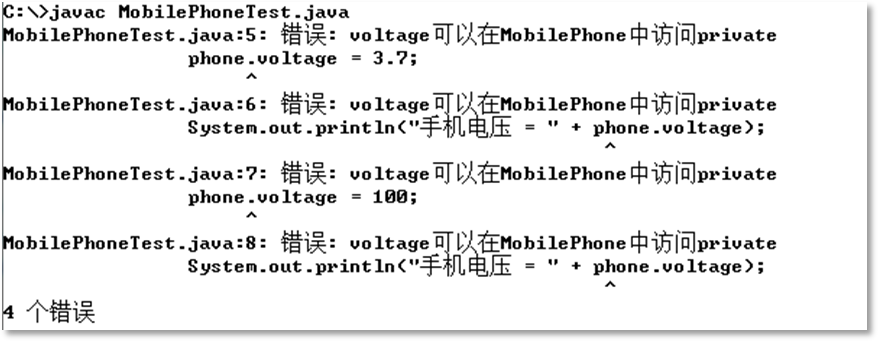 C:\>javac MobilePhoneTest.java
MobilePhoneTest.java:5: 错误: voltage可以在MobilePhone中访问private
phone.voltage = 3.7;
^
MobilePhoneTest.java:6: 错误: voltage可以在MobilePhone中访问private
System.out.println("手机电压 = " + phone.voltage);
^
MobilePhoneTest.java:7: 错误: voltage可以在MobilePhone中访问private
phone.voltage = 100;
^
MobilePhoneTest.java:8: 错误: voltage可以在MobilePhone中访问private
System.out.println("手机电压 = " + phone.voltage);
^
4 个错误